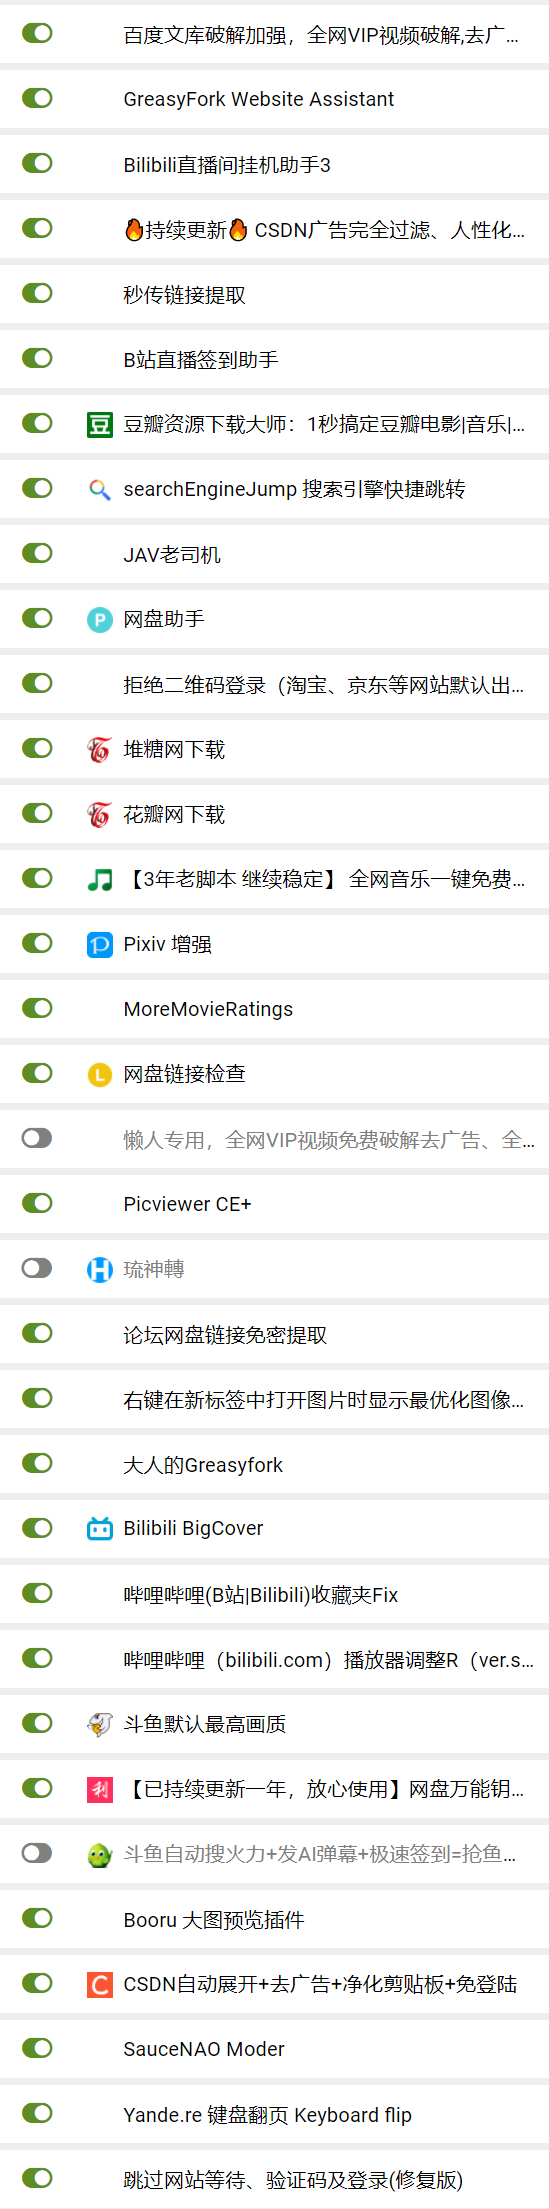 百度文库破解加强，全网VIP视频破解,去广...
GreasyFork Website Assistant
Bilibili直播间挂机助手3
🔥持续更新🔥 CSDN广告完全过滤、人性化...
秒传链接提取
B站直播签到助手
豆瓣资源下载大师：1秒搞定豆瓣电影|音乐|...
searchEngineJump 搜索引擎快捷跳转
JAV老司机
网盘助手
拒绝二维码登录（淘宝、京东等网站默认出...
堆糖网下载
花瓣网下载
【3年老脚本 继续稳定】 全网音乐一键免费...
Pixiv 增强
MoreMovieRatings
网盘链接检查
懒人专用，全网VIP视频免费破解去广告、全...
Picviewer CE+
琉神轉
论坛网盘链接免密提取
右键在新标签中打开图片时显示最优化图像...
大人的Greasyfork
Bilibili BigCover
哔哩哔哩(B站|Bilibili)收藏夹Fix
哔哩哔哩（bilibili.com）播放器调整R（ver.s...
斗鱼默认最高画质
【已持续更新一年，放心使用】网盘万能钥...
斗鱼自动搜火力+发AI弹幕+极速签到=抢鱼...
Booru 大图预览插件
CSDN自动展开+去广告+净化剪贴板+免登陆
SauceNAO Moder
Yande.re 键盘翻页 Keyboard flip
跳过网站等待、验证码及登录(修复版)